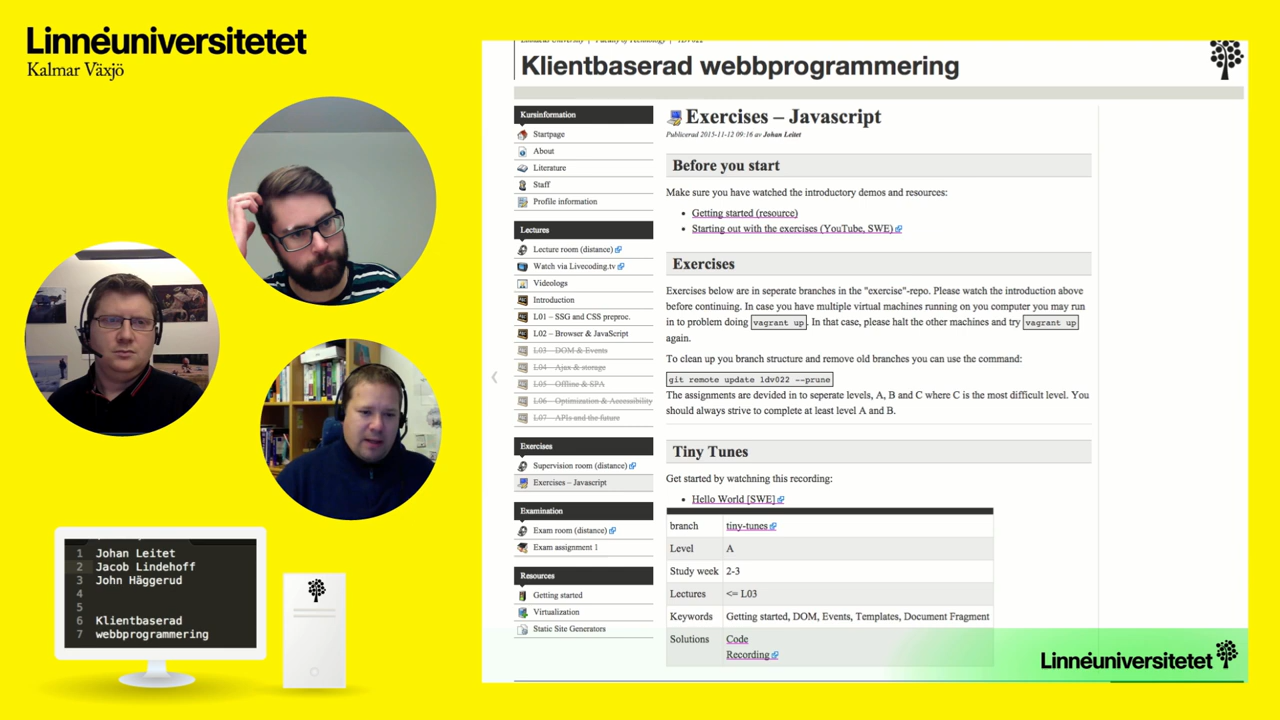 Linnéuniversitetet
Kalmar Växjö
1 Johan Leitet
2 Jacob Lindehoff
3 John Häggerud
4
5
6 Klientbaserad
7 webbprogrammering
Linnaeus University | Faculty of Technology | 1DV022
Klientbaserad webbprogrammering
Kursinformation
Startpage
About
Literature
Staff
Profile information
Lectures
Lecture room (distance)
Watch via Livecoding.tv
Videologs
Introduction
L01 – SSG and CSS preproc.
L02 – Browser & JavaScript
L03 – DOM & Events
L04 – Ajax & storage
L05 – Offline & SPA
L06 – Optimization & Accessibility
L07 – APIs and the future
Exercises
Supervision room (distance)
Exercises – Javascript
Examination
Exam room (distance)
Exam assignment 1
Resources
Getting started
Virtualization
Static Site Generators
Exercises – Javascript
Publicerad 2015-11-12 09:16 av Johan Leitet
Before you start
Make sure you have watched the introductory demos and resources:
Getting started (resource)
Starting out with the exercises (YouTube, SWE)
Exercises
Exercises below are in seperate branches in the "exercise"-repo. Please watch the introduction above
before continuing. In case you have multiple virtual machines running on you computer you may run
in to problem doing vagrant up. In that case, please halt the other machines and try vagrant up
again.
To clean up you branch structure and remove old branches you can use the command:
git remote update 1dv022 --prune
The assignments are devided in to seperate levels, A, B and C where C is the most difficult level. You
should always strive to complete at least level A and B.
Tiny Tunes
Get started by watchning this recording:
Hello World [SWE]
branch tiny-tunes
Level A
Study week 2-3
Lectures <= L03
Keywords Getting started, DOM, Events, Templates, Document Fragment
Solutions Code
Recording
Linnéuniversitetet